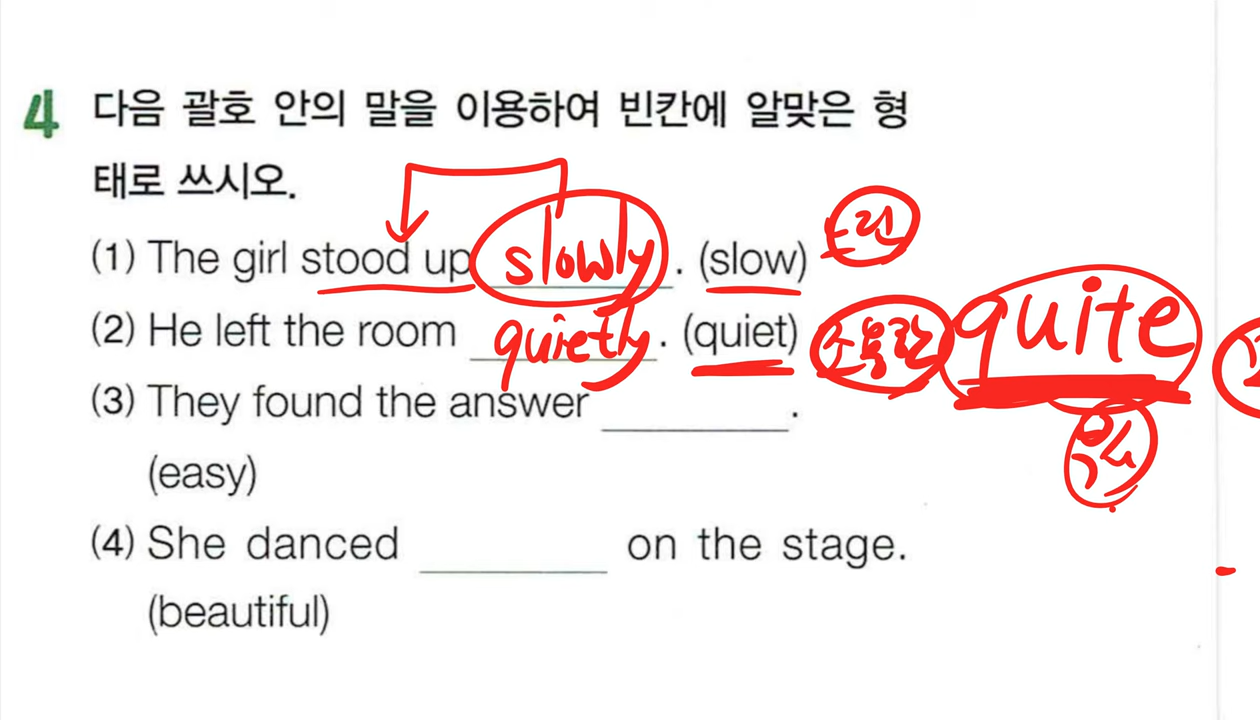 4 다음 괄호 안의 말을 이용하여 빈칸에 알맞은 형
태로 쓰시오.
(1) The girl stood up slowly. (slow) 느린
(2) He left the room quietly. (quiet) quite
(3) They found the answer ________.
(easy)
(4) She danced ________ on the stage.
(beautiful)